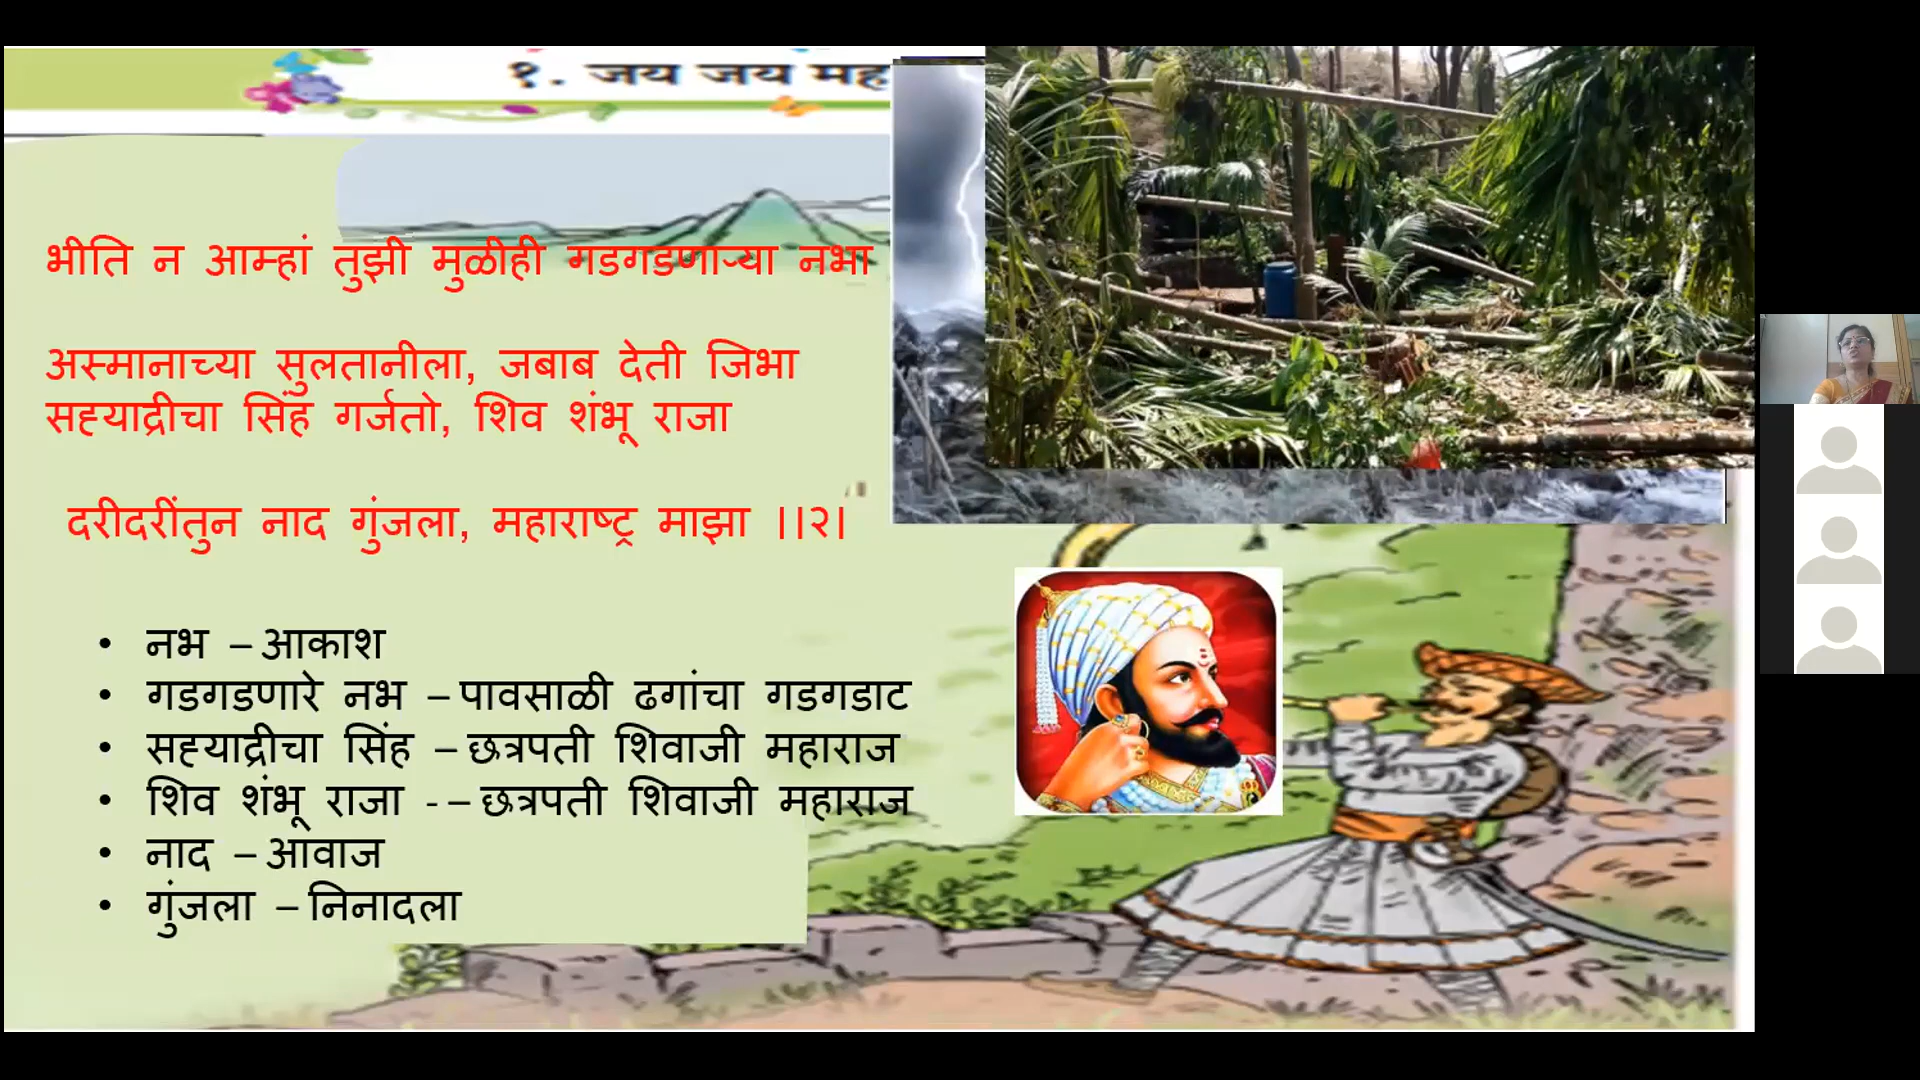 १. जय जय मह
भीति न आम्हां तुझी मुळीही गडगडणाऱ्या नभा
अस्मानाच्या सुलतानीला, जबाब देती जिभा
सह्याद्रीचा सिंह गर्जतो, शिव शंभू राजा
दरीदरींतुन नाद गुंजला, महाराष्ट्र माझा ।।२।
• नभ – आकाश
• गडगडणारे नभ – पावसाळी ढगांचा गडगडाट
• सह्याद्रीचा सिंह – छत्रपती शिवाजी महाराज
• शिव शंभू राजा - – छत्रपती शिवाजी महाराज
• नाद – आवाज
• गुंजला – निनादला